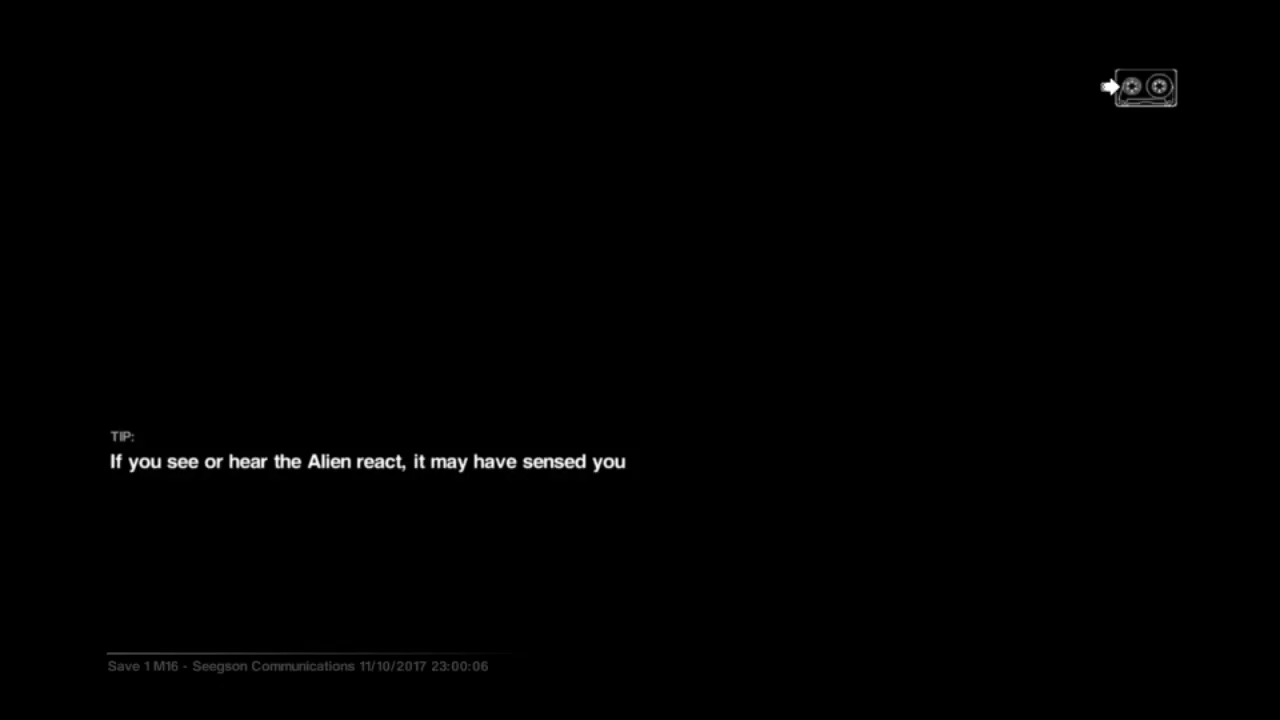 TIP:
If you see or hear the Alien react, it may have sensed you
Save 1 M16 - Seegson Communications 11/10/2017 23:00:06